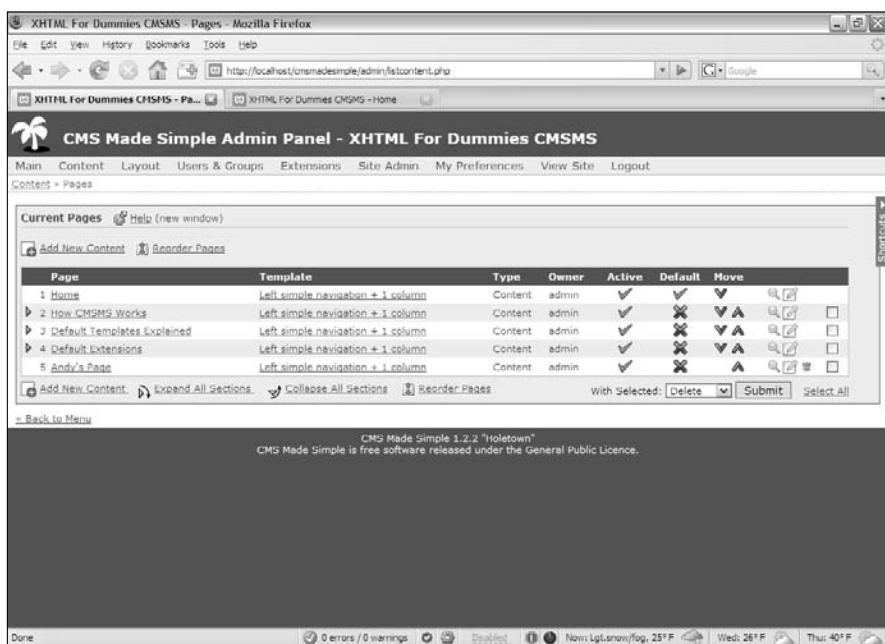 XHTML For Dummies CMSMS - Pages - Mozilla Firefox
File Edit View History Bookmarks Tools Help
http://localhost/cmsmadesimple/admin/listcontent.php Google
XHTML For Dummies CMSMS - Pa... XHTML For Dummies CMSMS - Home
CMS Made Simple Admin Panel - XHTML For Dummies CMSMS
Main Content Layout Users & Groups Extensions Site Admin My Preferences View Site Logout
Content » Pages
Shortcuts
Current Pages Help (new window)
Add New Content Reorder Pages
Page Template Type Owner Active Default Move
1 Home Left simple navigation + 1 column Content admin
2 How CMSMS Works Left simple navigation + 1 column Content admin
3 Default Templates Explained Left simple navigation + 1 column Content admin
4 Default Extensions Left simple navigation + 1 column Content admin
5 Andy's Page Left simple navigation + 1 column Content admin
Add New Content Expand All Sections Collapse All Sections Reorder Pages With Selected: Delete Submit Select All
« Back to Menu
CMS Made Simple 1.2.2 "Holetown"
CMS Made Simple is free software released under the General Public Licence.
Done 0 errors / 0 warnings Disabled Now: Lgt.snow/fog, 25° F Wed: 26° F Thu: 40° F